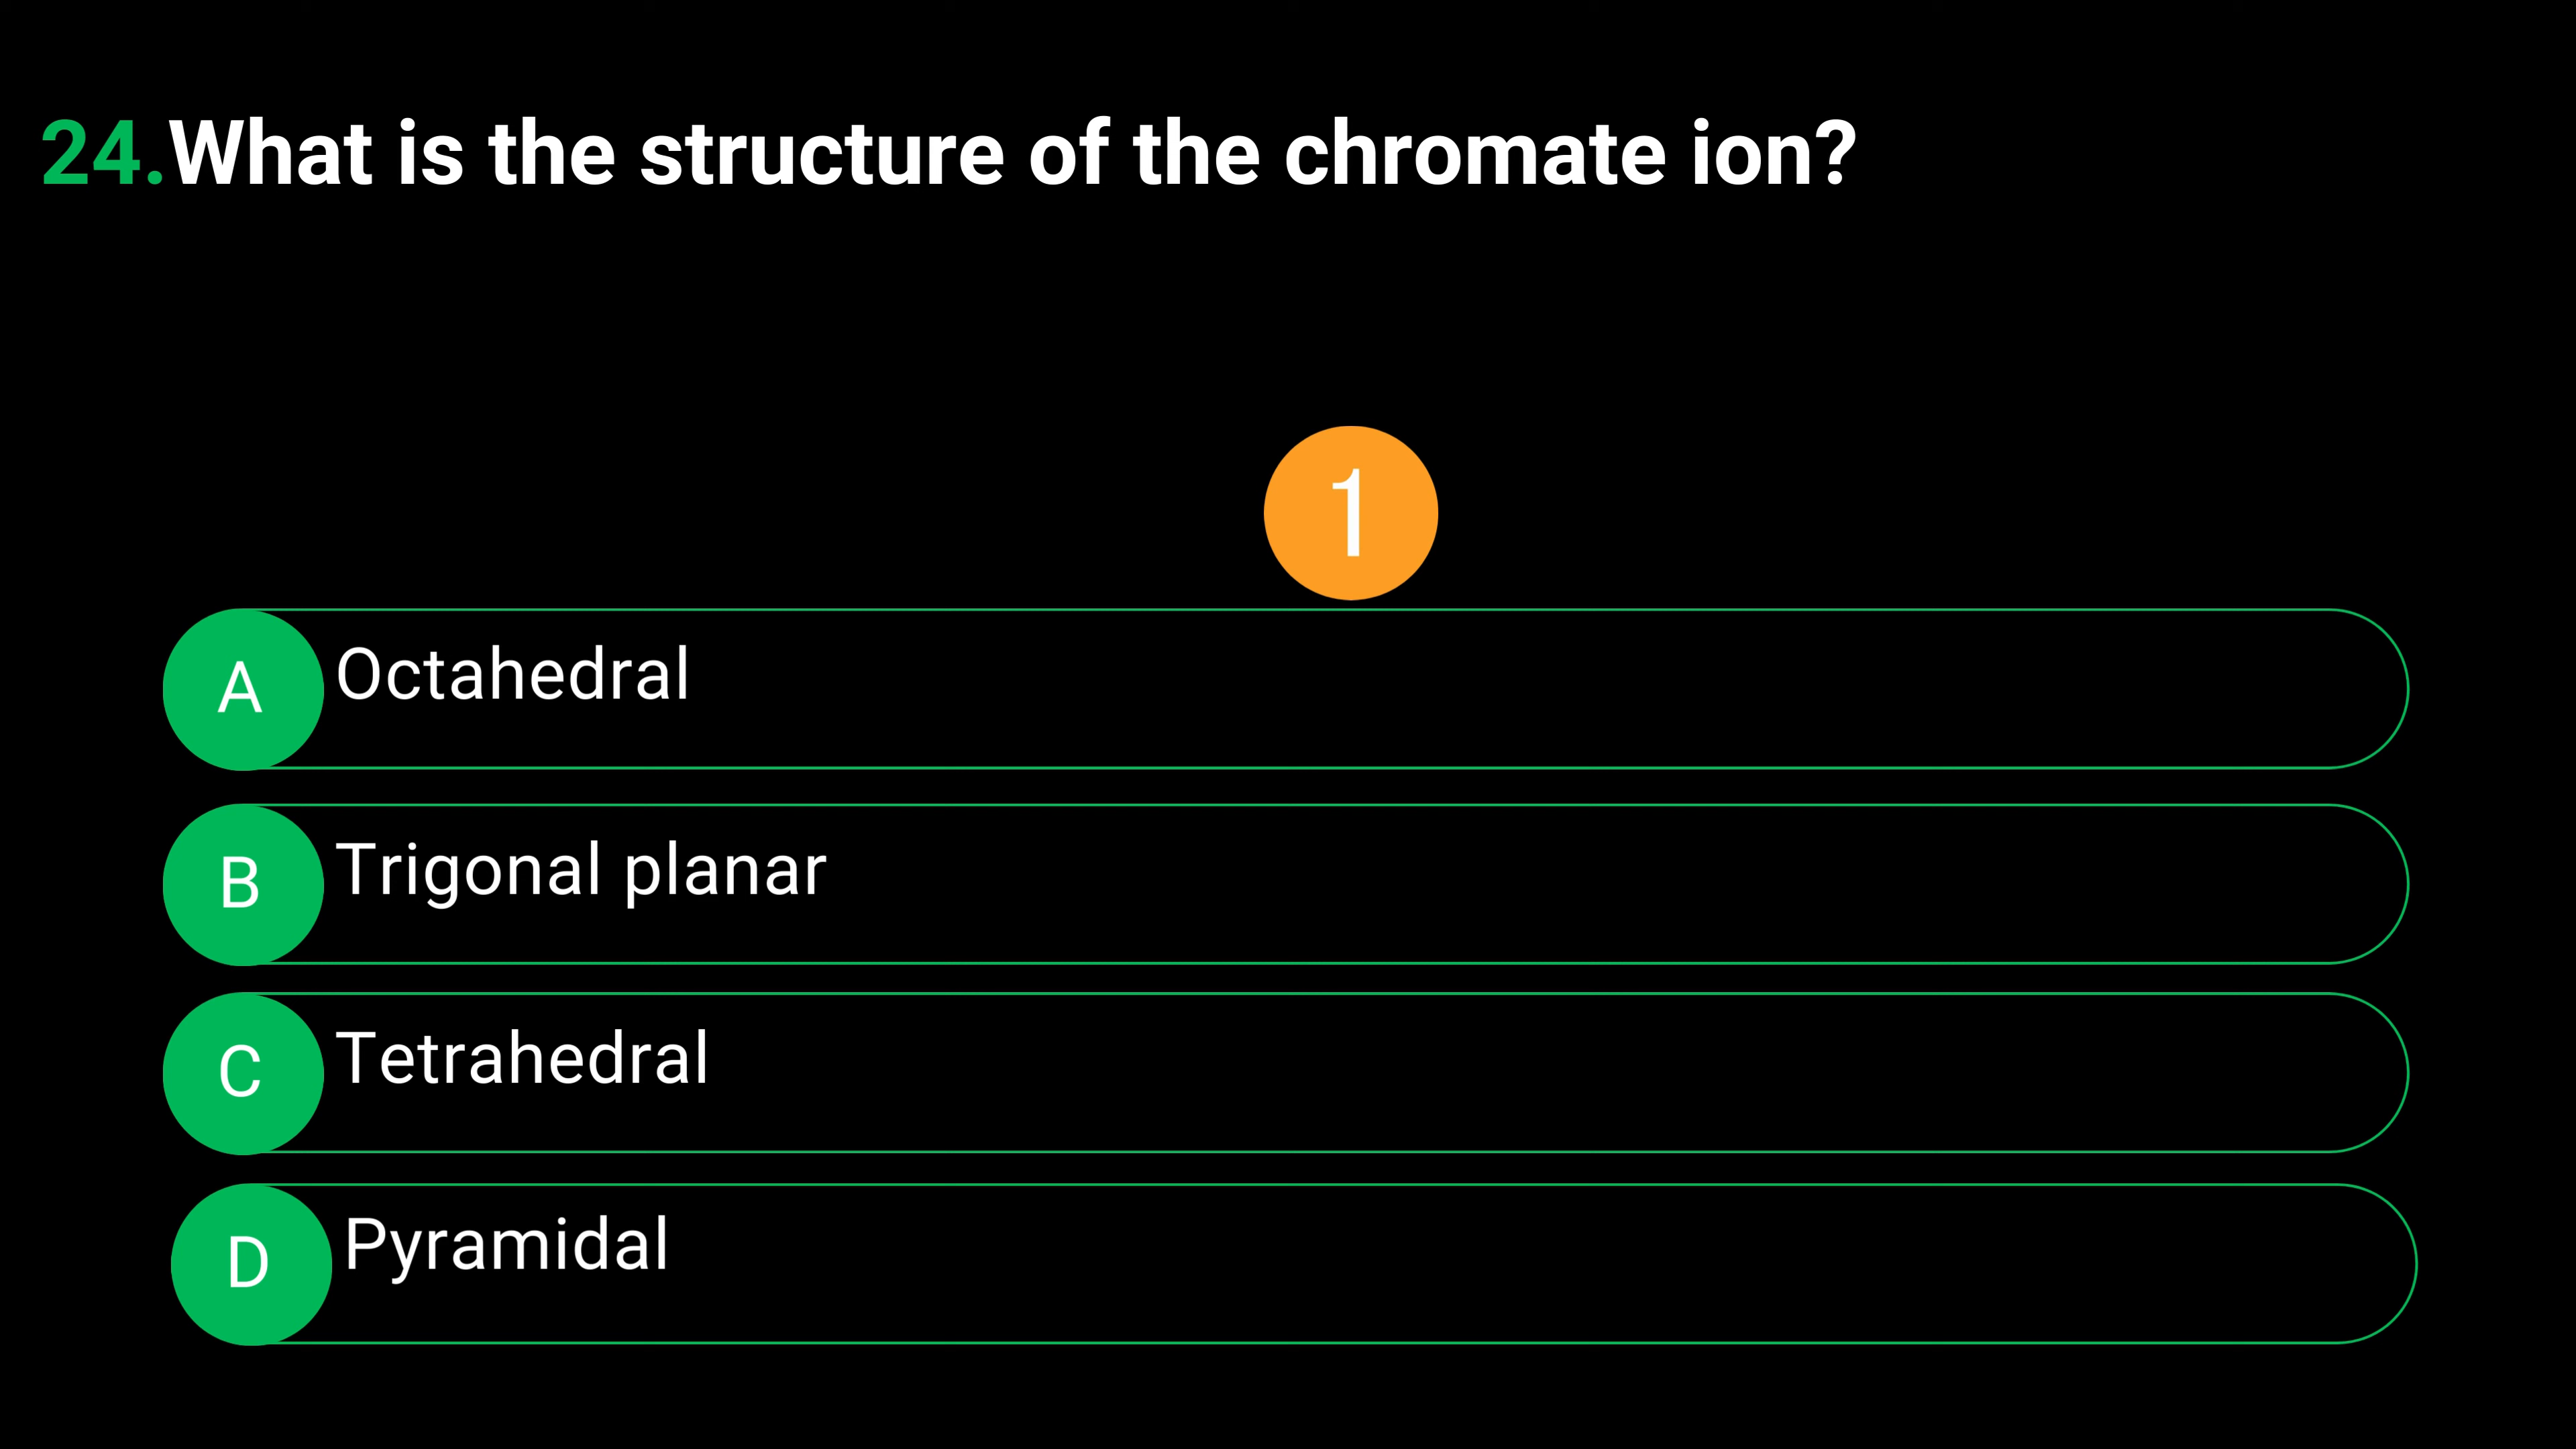 24.What is the structure of the chromate ion?
1
A Octahedral
B Trigonal planar
C Tetrahedral
D Pyramidal